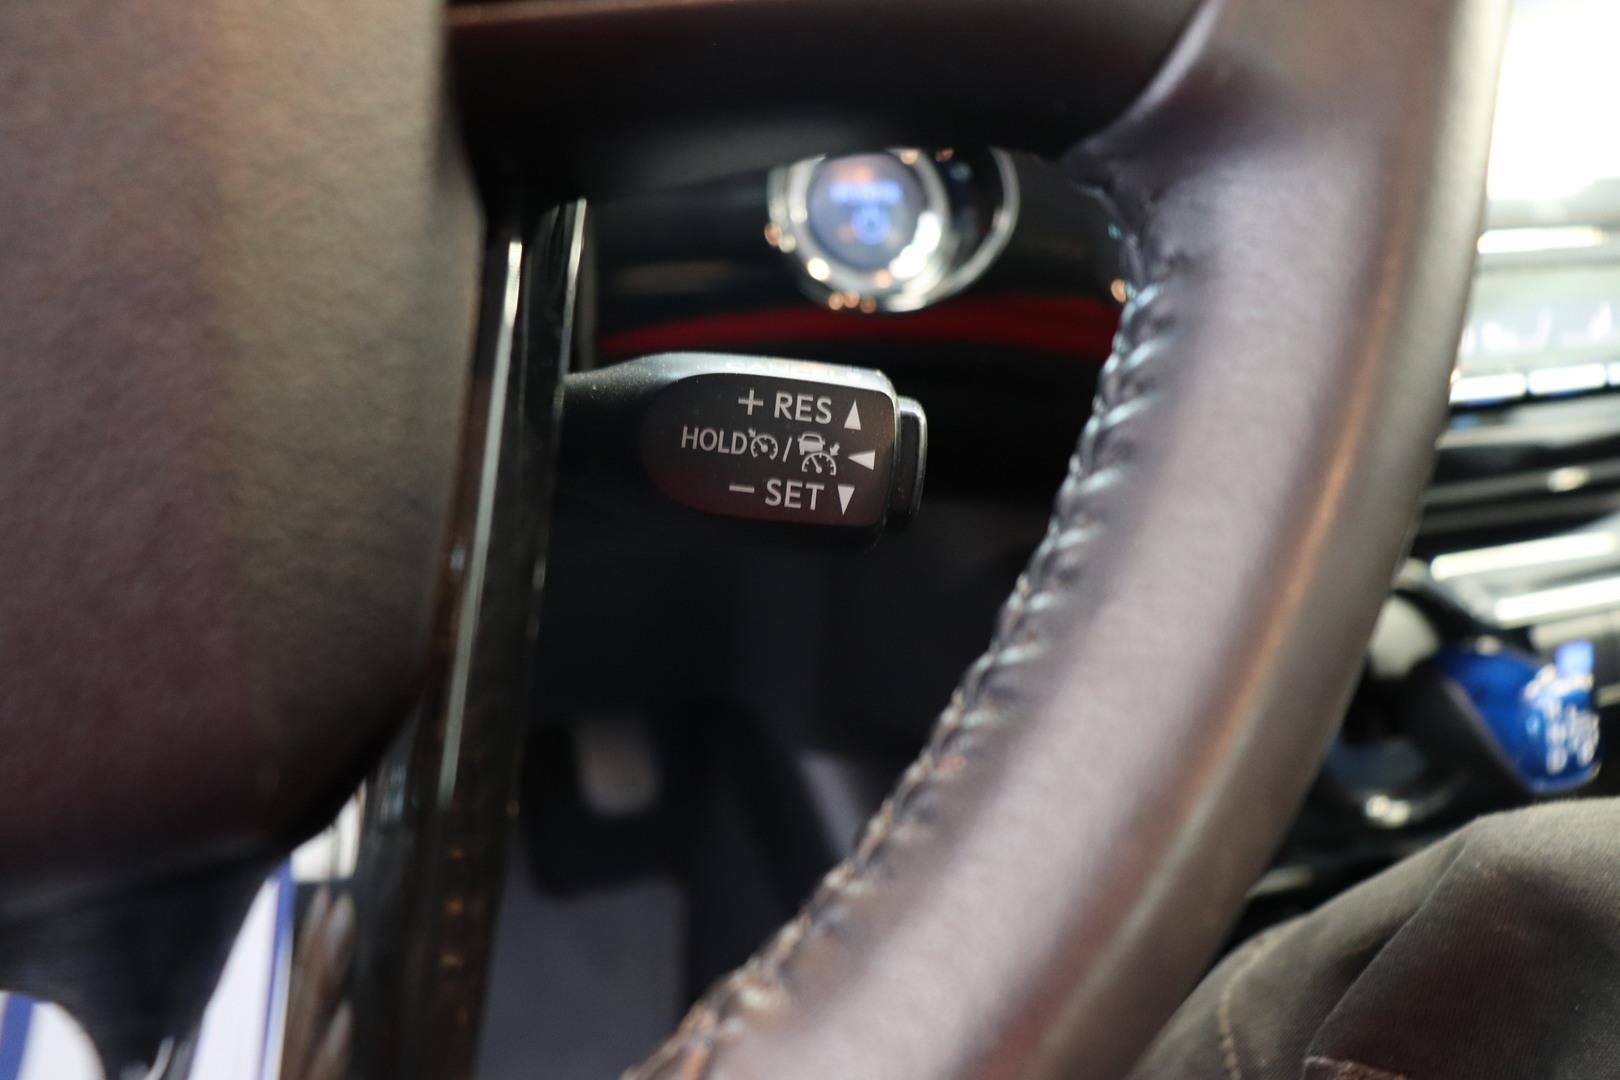 + RES
HOLD /
− SET